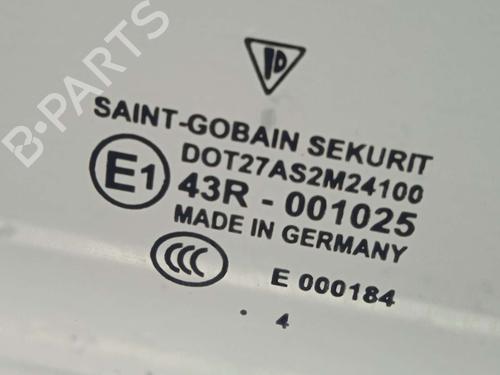 B-PARTS
SAINT-GOBAIN SEKURIT
DOT27AS2M24100
E1
43R - 001025
MADE IN GERMANY
CCC
E 000184
. 4